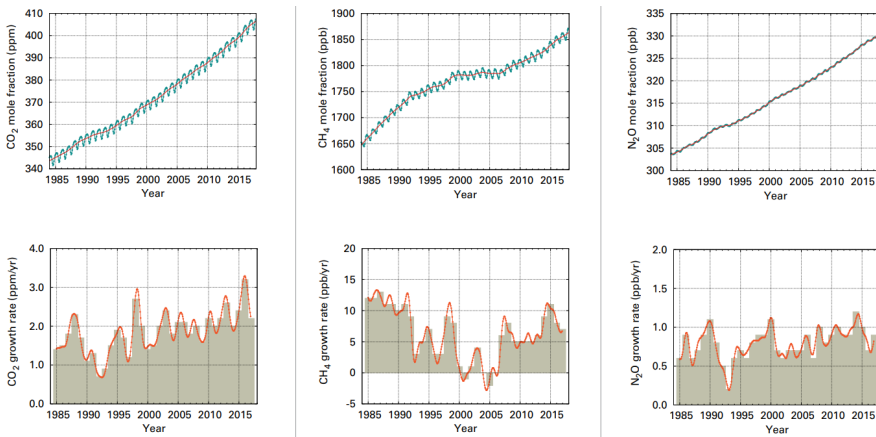 CO2 mole fraction (ppm)
410
400
390
380
370
360
350
340
1985 1990 1995 2000 2005 2010 2015
Year
CH4 mole fraction (ppb)
1900
1850
1800
1750
1700
1650
1600
1985 1990 1995 2000 2005 2010 2015
Year
N2O mole fraction (ppb)
335
330
325
320
315
310
305
300
1985 1990 1995 2000 2005 2010 2015
Year
CO2 growth rate (ppm/yr)
4.0
3.0
2.0
1.0
0.0
1985 1990 1995 2000 2005 2010 2015
Year
CH4 growth rate (ppb/yr)
20
15
10
5
0
-5
1985 1990 1995 2000 2005 2010 2015
Year
N2O growth rate (ppb/yr)
2.0
1.5
1.0
0.5
0.0
1985 1990 1995 2000 2005 2010 2015
Year